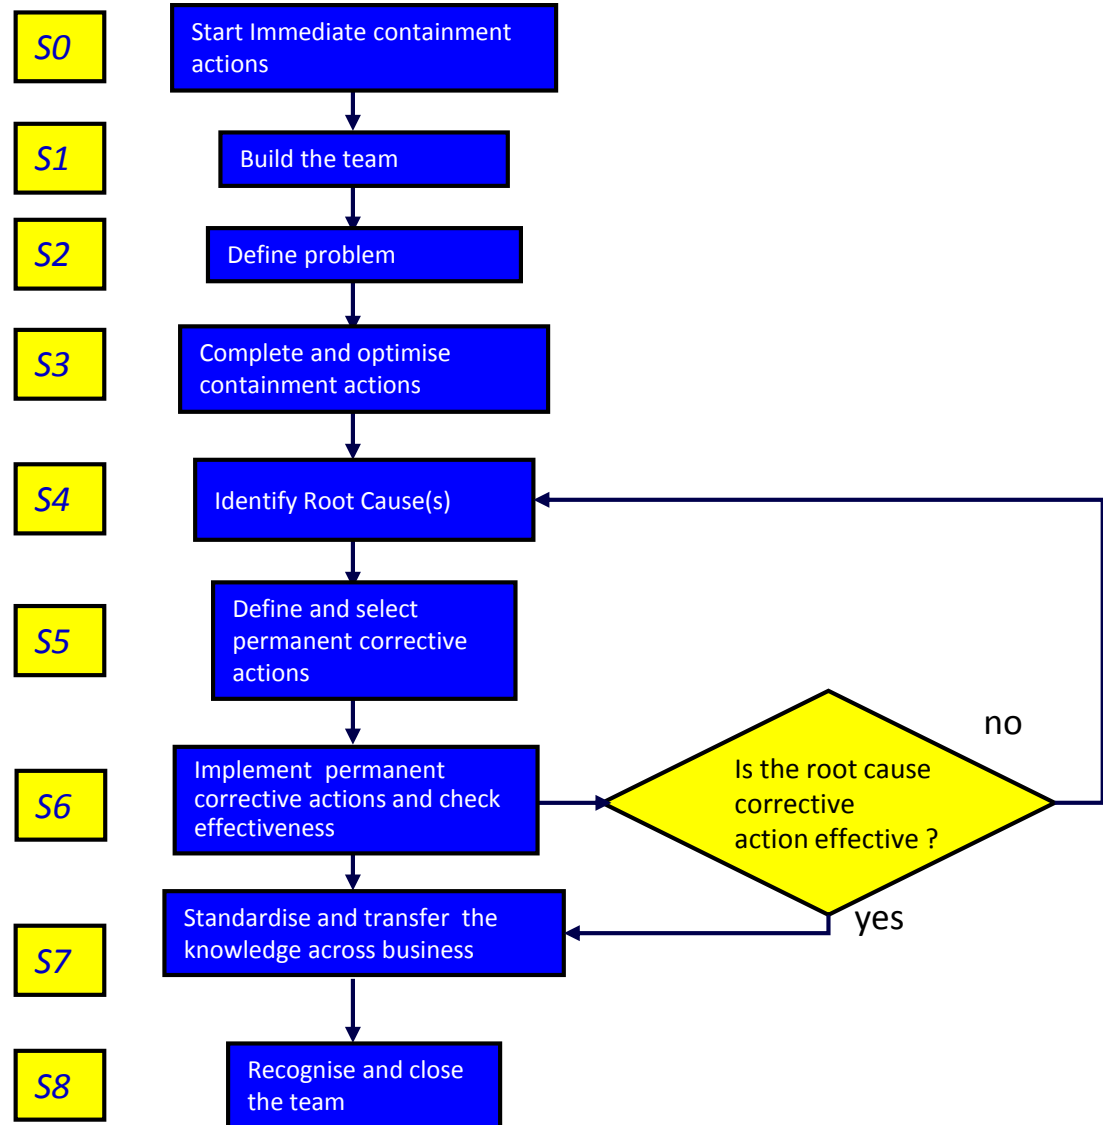 S0
Start Immediate containment
actions
S1
Build the team
S2
Define problem
S3
Complete and optimise
containment actions
S4
Identify Root Cause(s)
S5
Define and select
permanent corrective
actions
no
Is the root cause
corrective
action effective ?
S6
Implement permanent
corrective actions and check
effectiveness
yes
S7
Standardise and transfer the
knowledge across business
S8
Recognise and close
the team